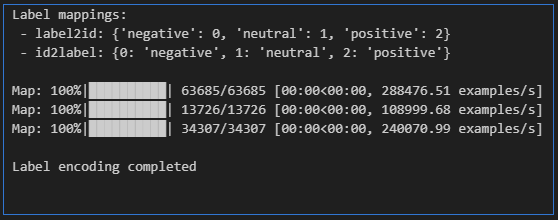 Label mappings:
 - label2id: {'negative': 0, 'neutral': 1, 'positive': 2}
 - id2label: {0: 'negative', 1: 'neutral', 2: 'positive'}
Map: 100%|██████████| 63685/63685 [00:00<00:00, 288476.51 examples/s]
Map: 100%|██████████| 13726/13726 [00:00<00:00, 108999.68 examples/s]
Map: 100%|██████████| 34307/34307 [00:00<00:00, 240070.99 examples/s]
Label encoding completed